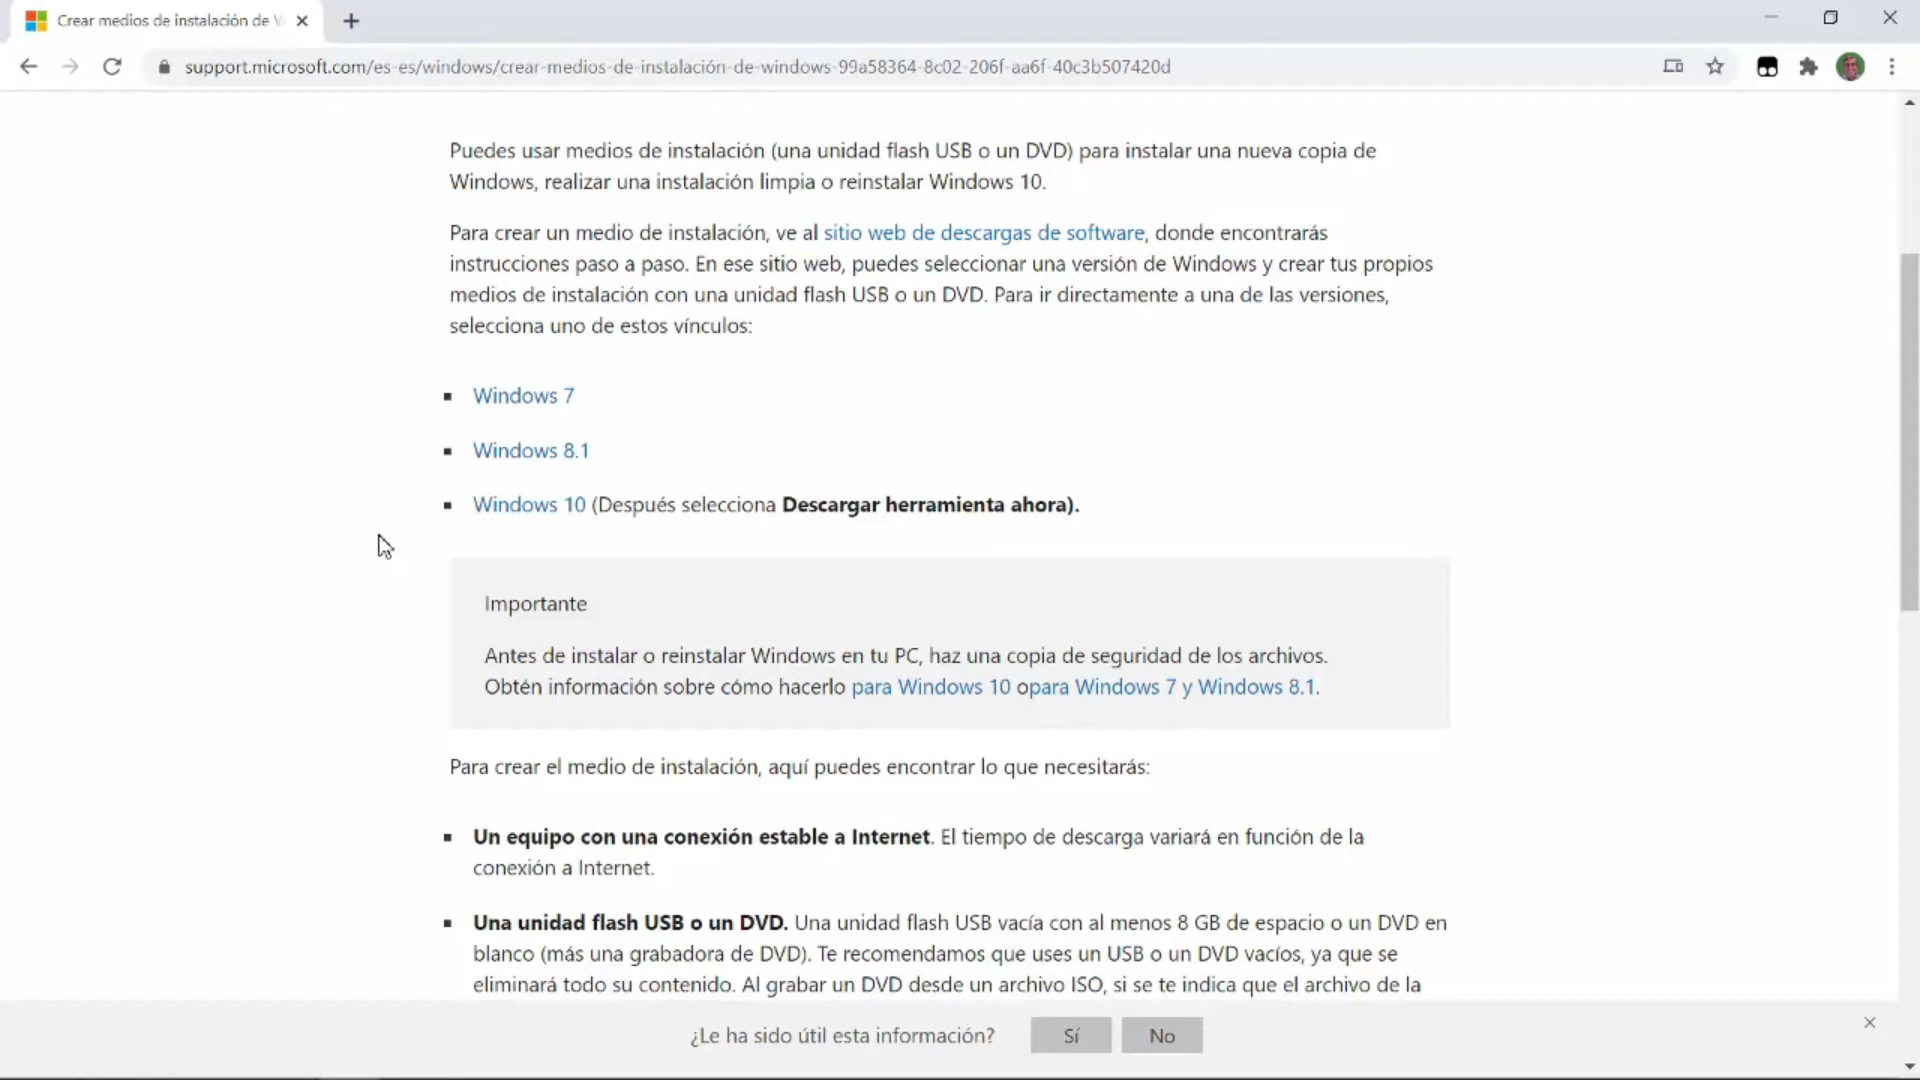 Crear medios de instalación de W
support.microsoft.com/es-es/windows/crear-medios-de-instalación-de-windows-99a58364-8c02-206f-aa6f-40c3b507420d
Puedes usar medios de instalación (una unidad flash USB o un DVD) para instalar una nueva copia de
Windows, realizar una instalación limpia o reinstalar Windows 10.
Para crear un medio de instalación, ve al sitio web de descargas de software, donde encontrarás
instrucciones paso a paso. En ese sitio web, puedes seleccionar una versión de Windows y crear tus propios
medios de instalación con una unidad flash USB o un DVD. Para ir directamente a una de las versiones,
selecciona uno de estos vínculos:
Windows 7
Windows 8.1
Windows 10 (Después selecciona Descargar herramienta ahora).
Importante
Antes de instalar o reinstalar Windows en tu PC, haz una copia de seguridad de los archivos.
Obtén información sobre cómo hacerlo para Windows 10 opara Windows 7 y Windows 8.1.
Para crear el medio de instalación, aquí puedes encontrar lo que necesitarás:
Un equipo con una conexión estable a Internet. El tiempo de descarga variará en función de la
conexión a Internet.
Una unidad flash USB o un DVD. Una unidad flash USB vacía con al menos 8 GB de espacio o un DVD en
blanco (más una grabadora de DVD). Te recomendamos que uses un USB o un DVD vacíos, ya que se
eliminará todo su contenido. Al grabar un DVD desde un archivo ISO, si se te indica que el archivo de la
¿Le ha sido útil esta información?
Sí
No